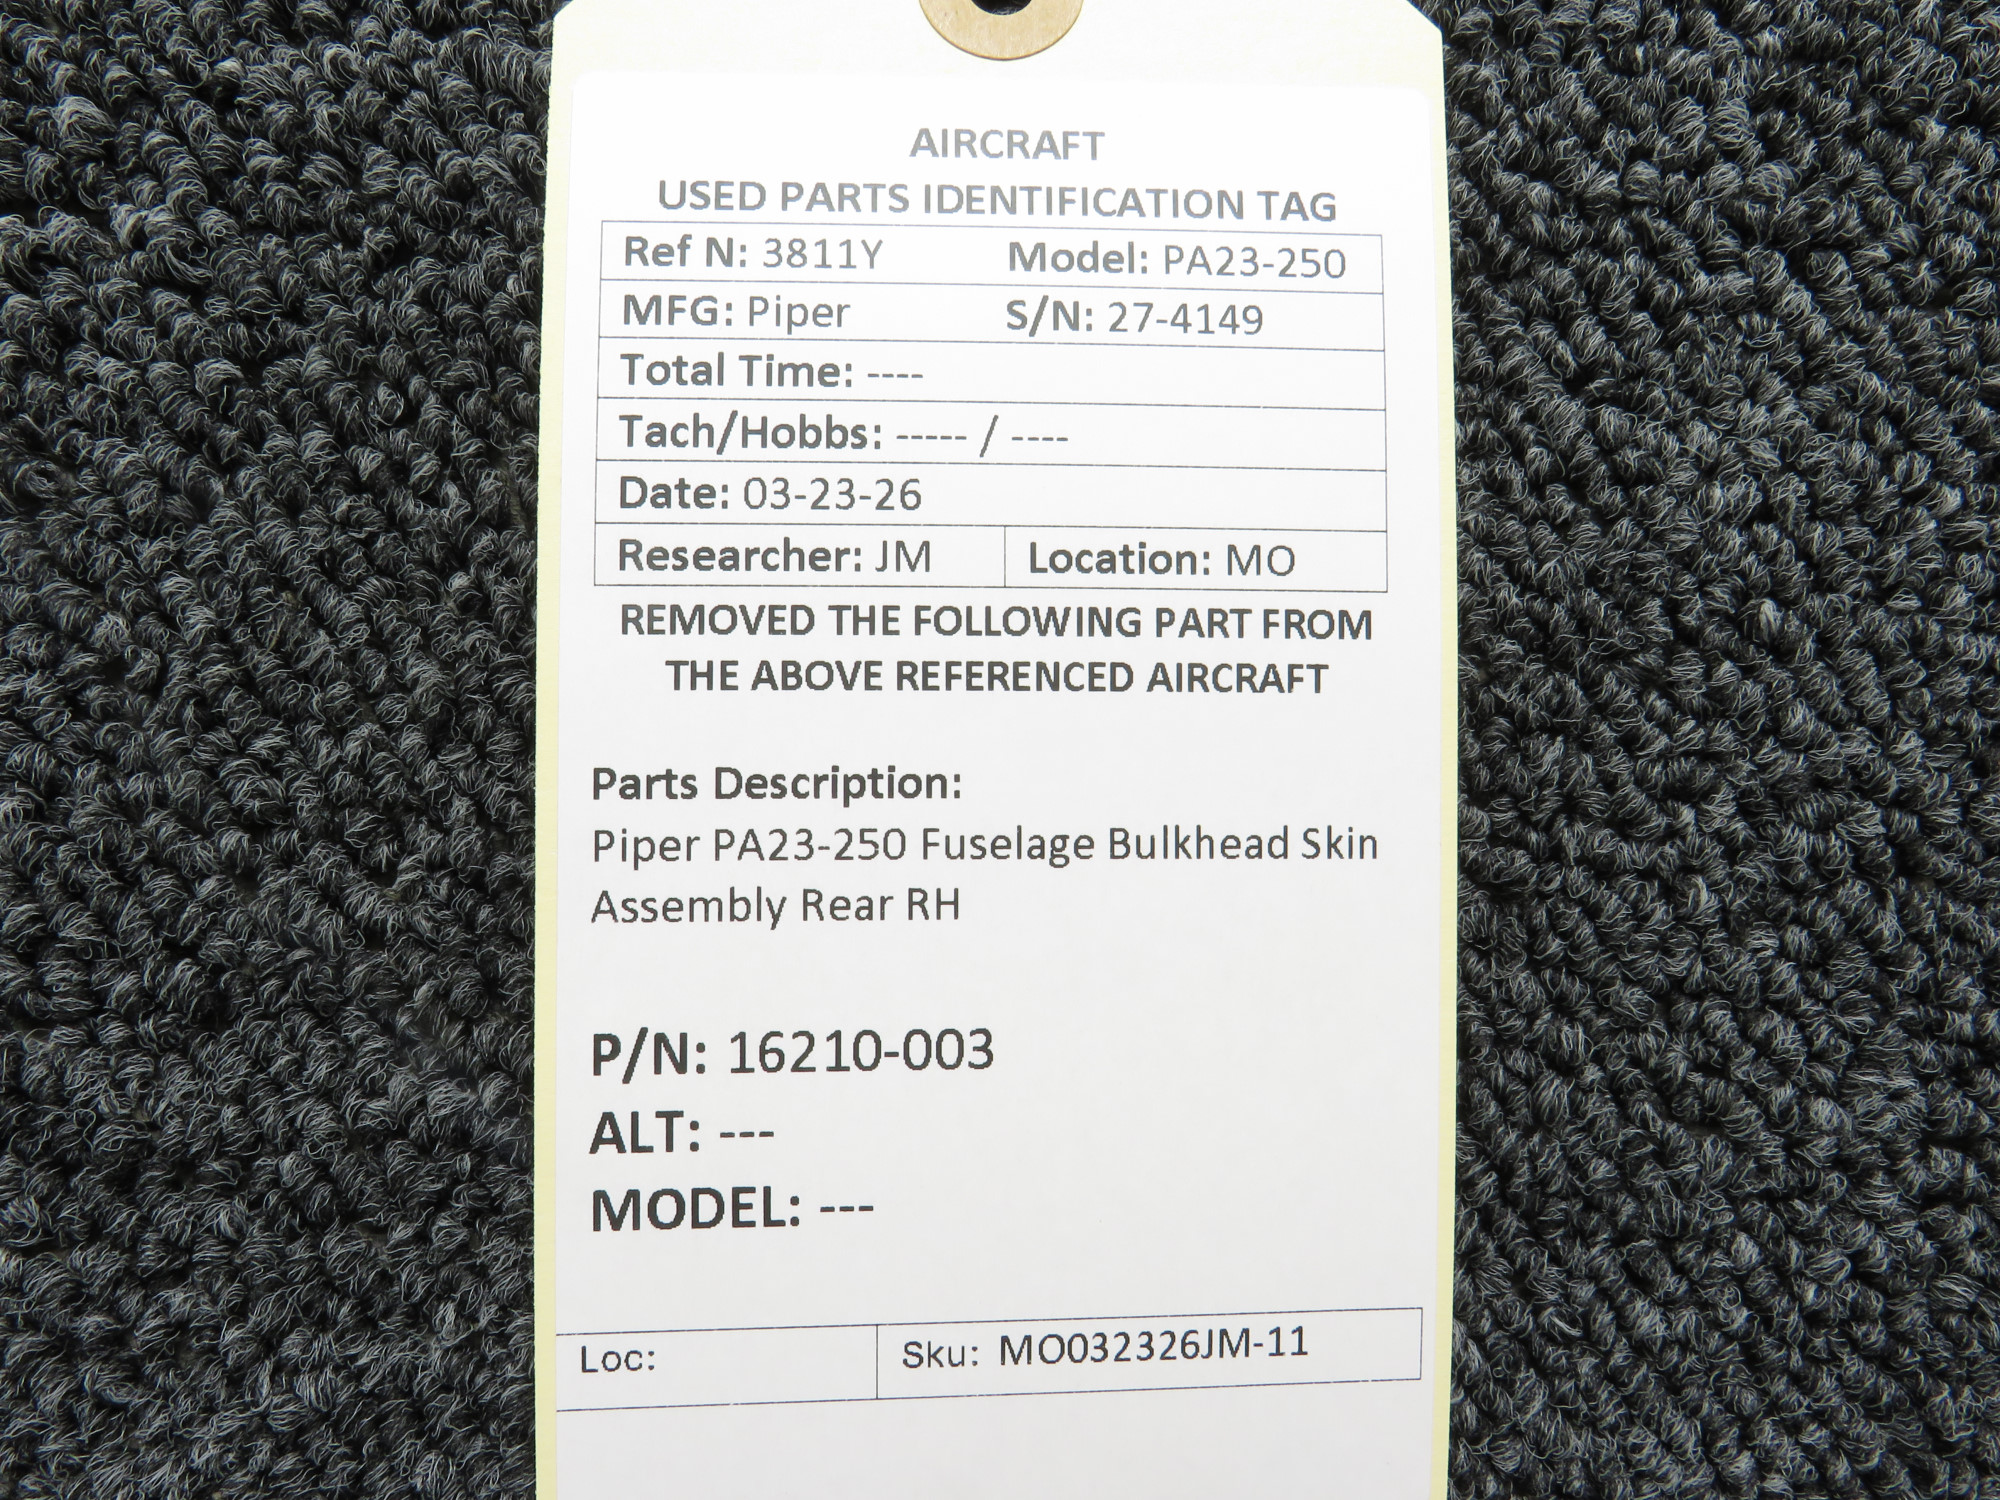 AIRCRAFT
USED PARTS IDENTIFICATION TAG
Ref N: 3811Y Model: PA23-250
MFG: Piper S/N: 27-4149
Total Time: ----
Tach/Hobbs: ----- / ----
Date: 03-23-26
Researcher: JM Location: MO
REMOVED THE FOLLOWING PART FROM
THE ABOVE REFERENCED AIRCRAFT
Parts Description:
Piper PA23-250 Fuselage Bulkhead Skin
Assembly Rear RH
P/N: 16210-003
ALT: ---
MODEL: ---
Loc: Sku: MO032326JM-11